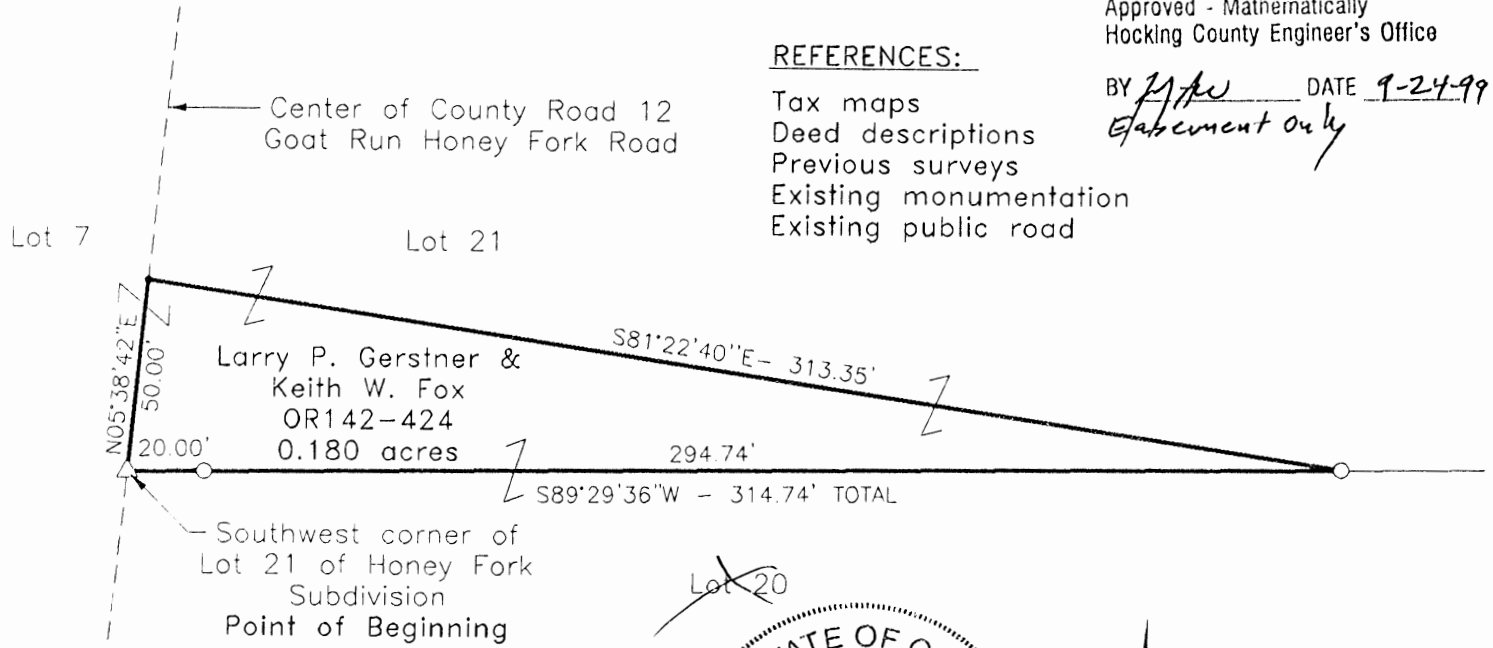 Approved - Mathematically
Hocking County Engineer's Office
BY DATE 9-24-99
Easement only
REFERENCES:
Tax maps
Deed descriptions
Previous surveys
Existing monumentation
Existing public road
Center of County Road 12
Goat Run Honey Fork Road
Lot 7
Lot 21
N05°38'42"E
50.00'
S81°22'40"E- 313.35'
Larry P. Gerstner &
Keith W. Fox
OR142-424
0.180 acres
20.00'
294.74'
S89°29'36"W - 314.74' TOTAL
Southwest corner of
Lot 21 of Honey Fork
Subdivision
Point of Beginning
Lot 20
STATE OF O